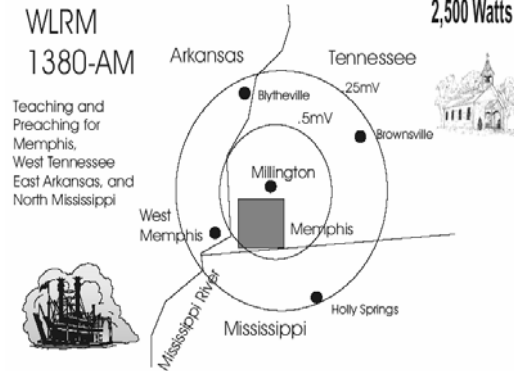 WLRM
1380-AM
2,500 Watts
Arkansas
Tennessee
.25mV
Blytheville
.5mV
Brownsville
Teaching and
Preaching for
Memphis,
West Tennessee
East Arkansas, and
North Mississippi
Millington
West
Memphis
Memphis
Mississippi River
Holly Springs
Mississippi